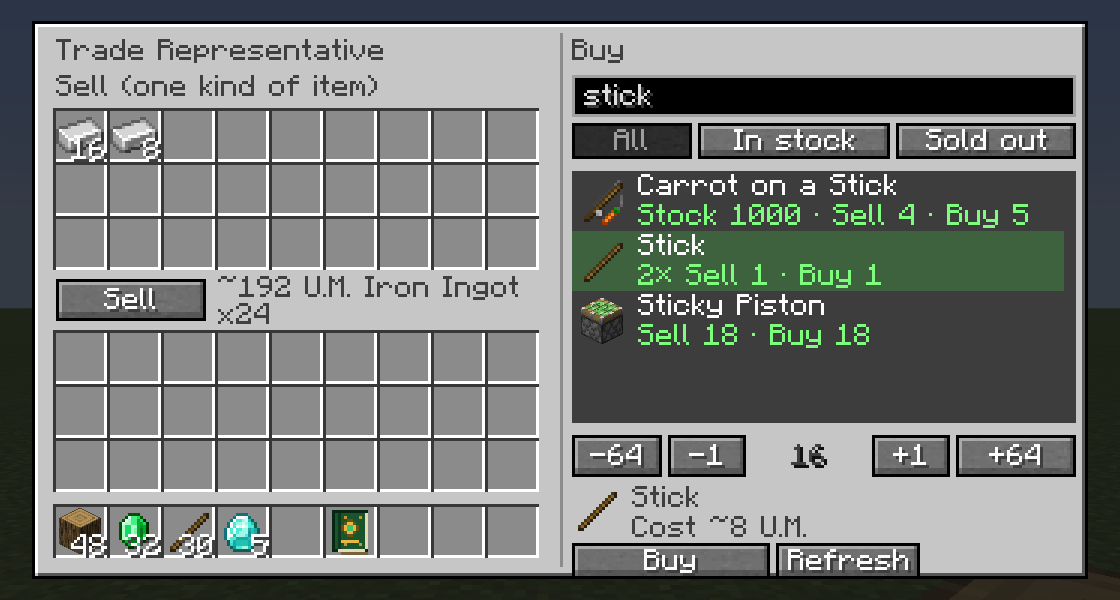 Trade Representative
Sell (one kind of item)
16 8
Sell
~192 U.M. Iron Ingot
x24
48 32 30 5
Buy
stick
All In stock Sold out
Carrot on a Stick
Stock 1000 · Sell 4 · Buy 5
Stick
2× Sell 1 · Buy 1
Sticky Piston
Sell 18 · Buy 18
-64 -1 16 +1 +64
Stick
Cost ~8 U.M.
Buy Refresh